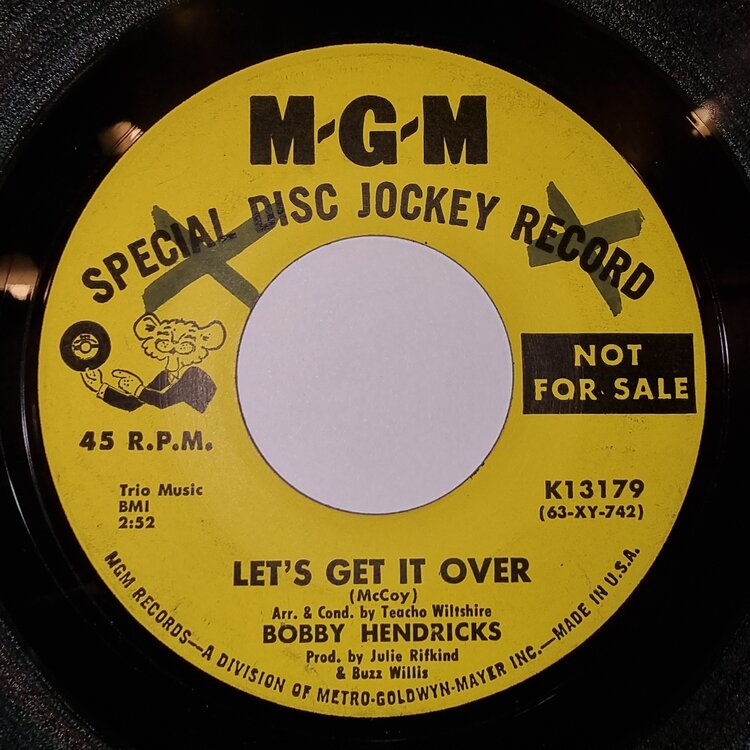 M-G-M
SPECIAL DISC JOCKEY RECORD
NOT
FOR SALE
45 R.P.M.
Trio Music
BMI
2:52
K13179
(63-XY-742)
LET'S GET IT OVER
(McCoy)
Arr. & Cond. by Teacho Wiltshire
BOBBY HENDRICKS
Prod. by Julie Rifkind
& Buzz Willis
MGM RECORDS—A DIVISION OF METRO-GOLDWYN-MAYER INC.—MADE IN U.S.A.